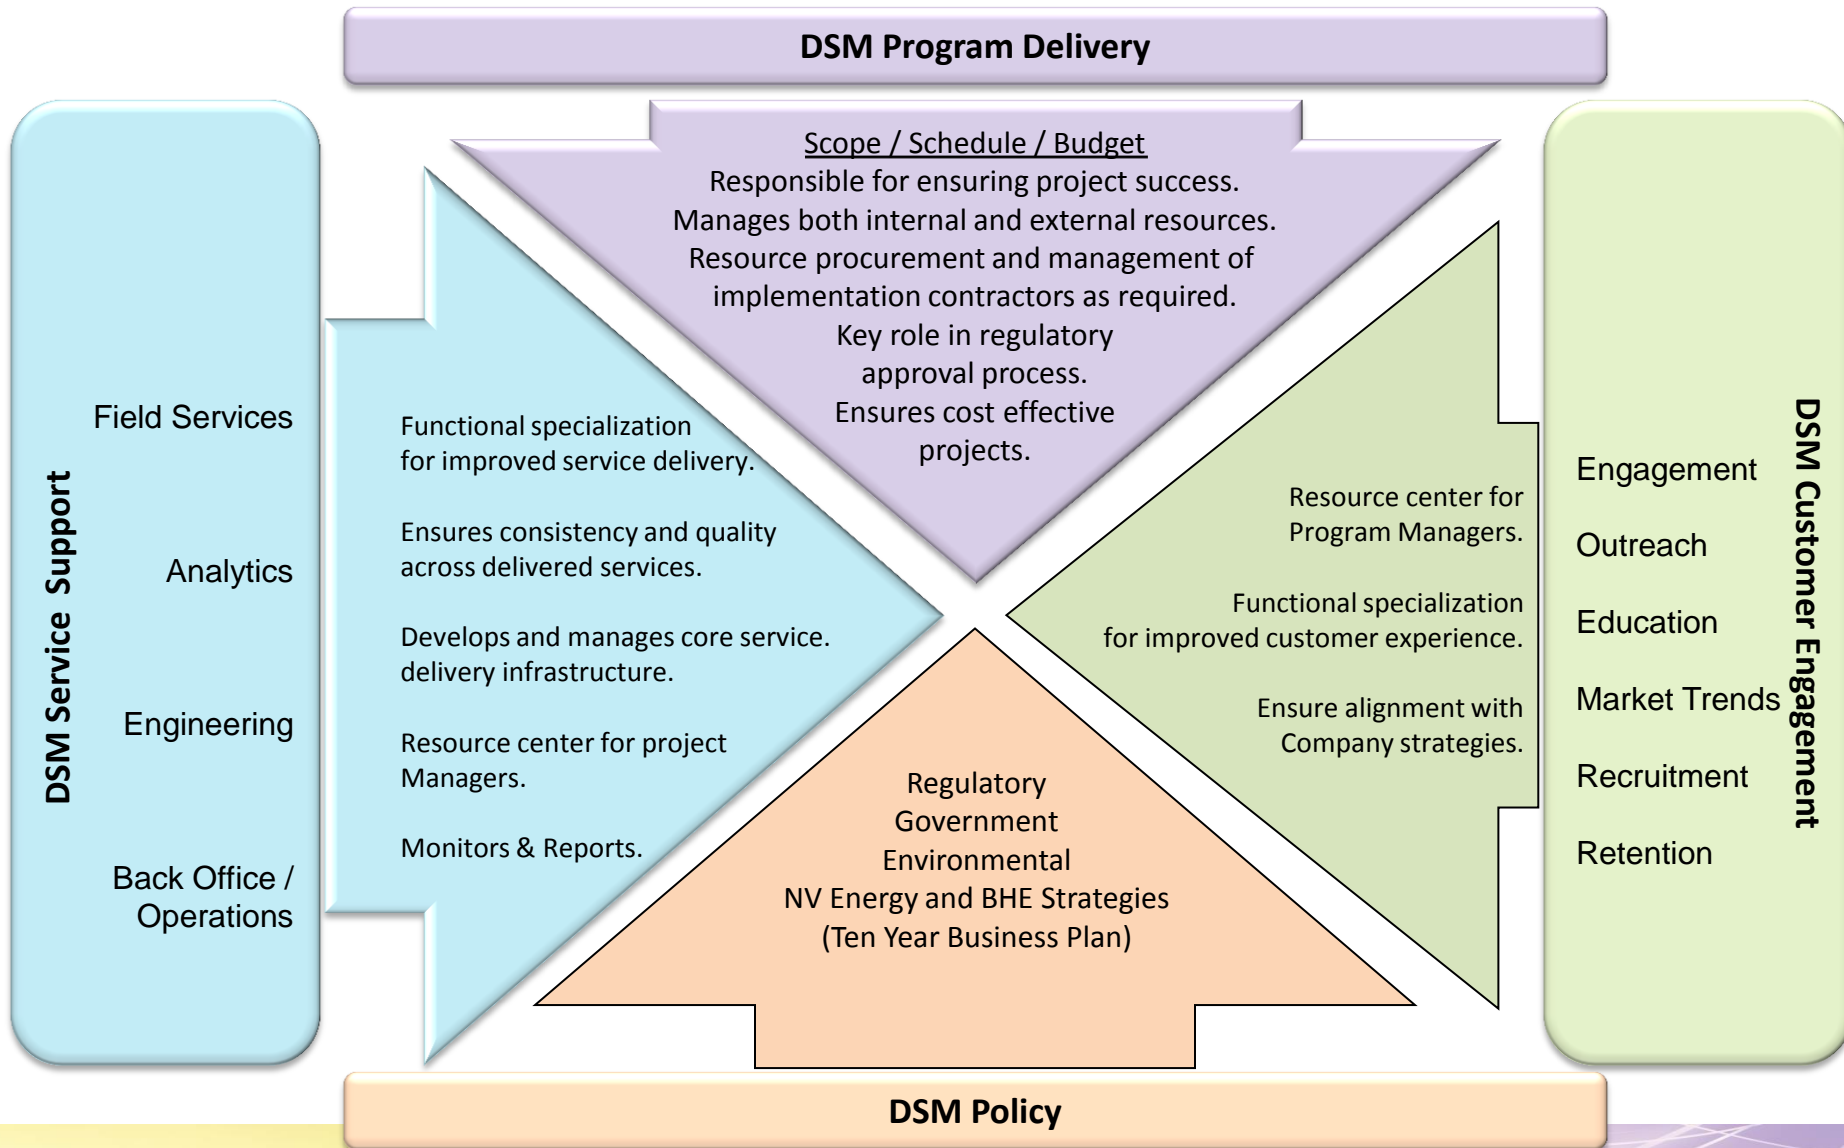 DSM Program Delivery
Scope / Schedule / Budget
Responsible for ensuring project success.
Manages both internal and external resources.
Resource procurement and management of
implementation contractors as required.
Key role in regulatory
approval process.
Ensures cost effective
projects.
DSM Service Support
Field Services
Analytics
Engineering
Back Office /
Operations
Functional specialization
for improved service delivery.
Ensures consistency and quality
across delivered services.
Develops and manages core service.
delivery infrastructure.
Resource center for project
Managers.
Monitors & Reports.
Resource center for
Program Managers.
Functional specialization
for improved customer experience.
Ensure alignment with
Company strategies.
Engagement
Outreach
Education
Market Trends
Recruitment
Retention
DSM Customer Engagement
Regulatory
Government
Environmental
NV Energy and BHE Strategies
(Ten Year Business Plan)
DSM Policy